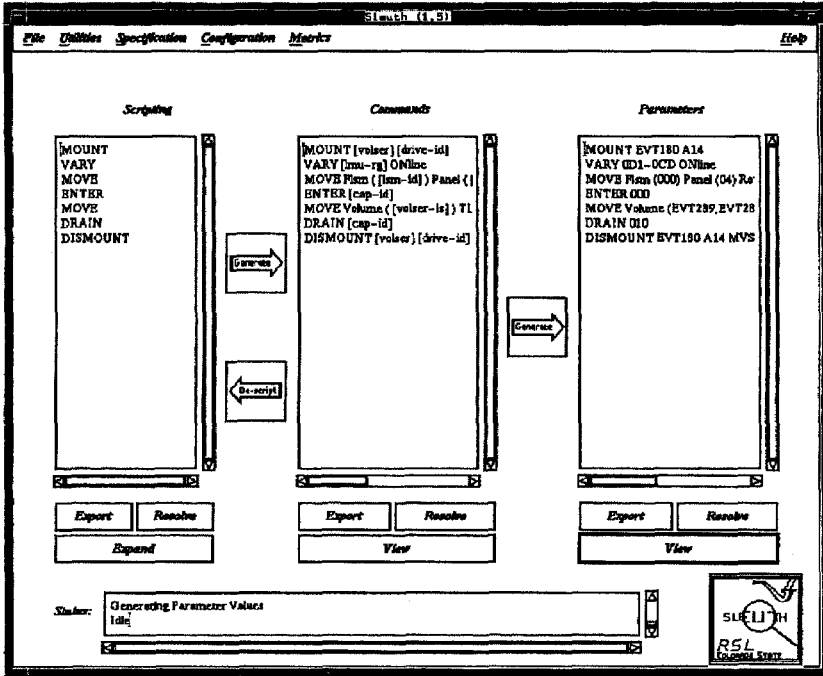 Sleuth (1.5)
File Utilities Specification Configuration Metrics Help
Scripting Commands Parameters
MOUNT
VARY
MOVE
ENTER
MOVE
DRAIN
DISMOUNT
MOUNT [volser] [drive-id]
VARY [lmu-rg] ONline
MOVE Flsm ( [lsm-id] ) Panel (
ENTER [cap-id]
MOVE Volume ( [volser-ls] ) TL
DRAIN [cap-id]
DISMOUNT [volser] [drive-id]
MOUNT EVT180 A14
VARY 0D1-0CD ONline
MOVE Flsm (000) Panel (04) Ro
ENTER 000
MOVE Volume (EVT289,EVT28
DRAIN 010
DISMOUNT EVT180 A14 MVS
Generate
Generate
De-script
Export Resolve
Expand
Export Resolve
View
Export Resolve
View
Status:
Generating Parameter Values
Idle
SLEUTH
RSL
COLORADO STATE